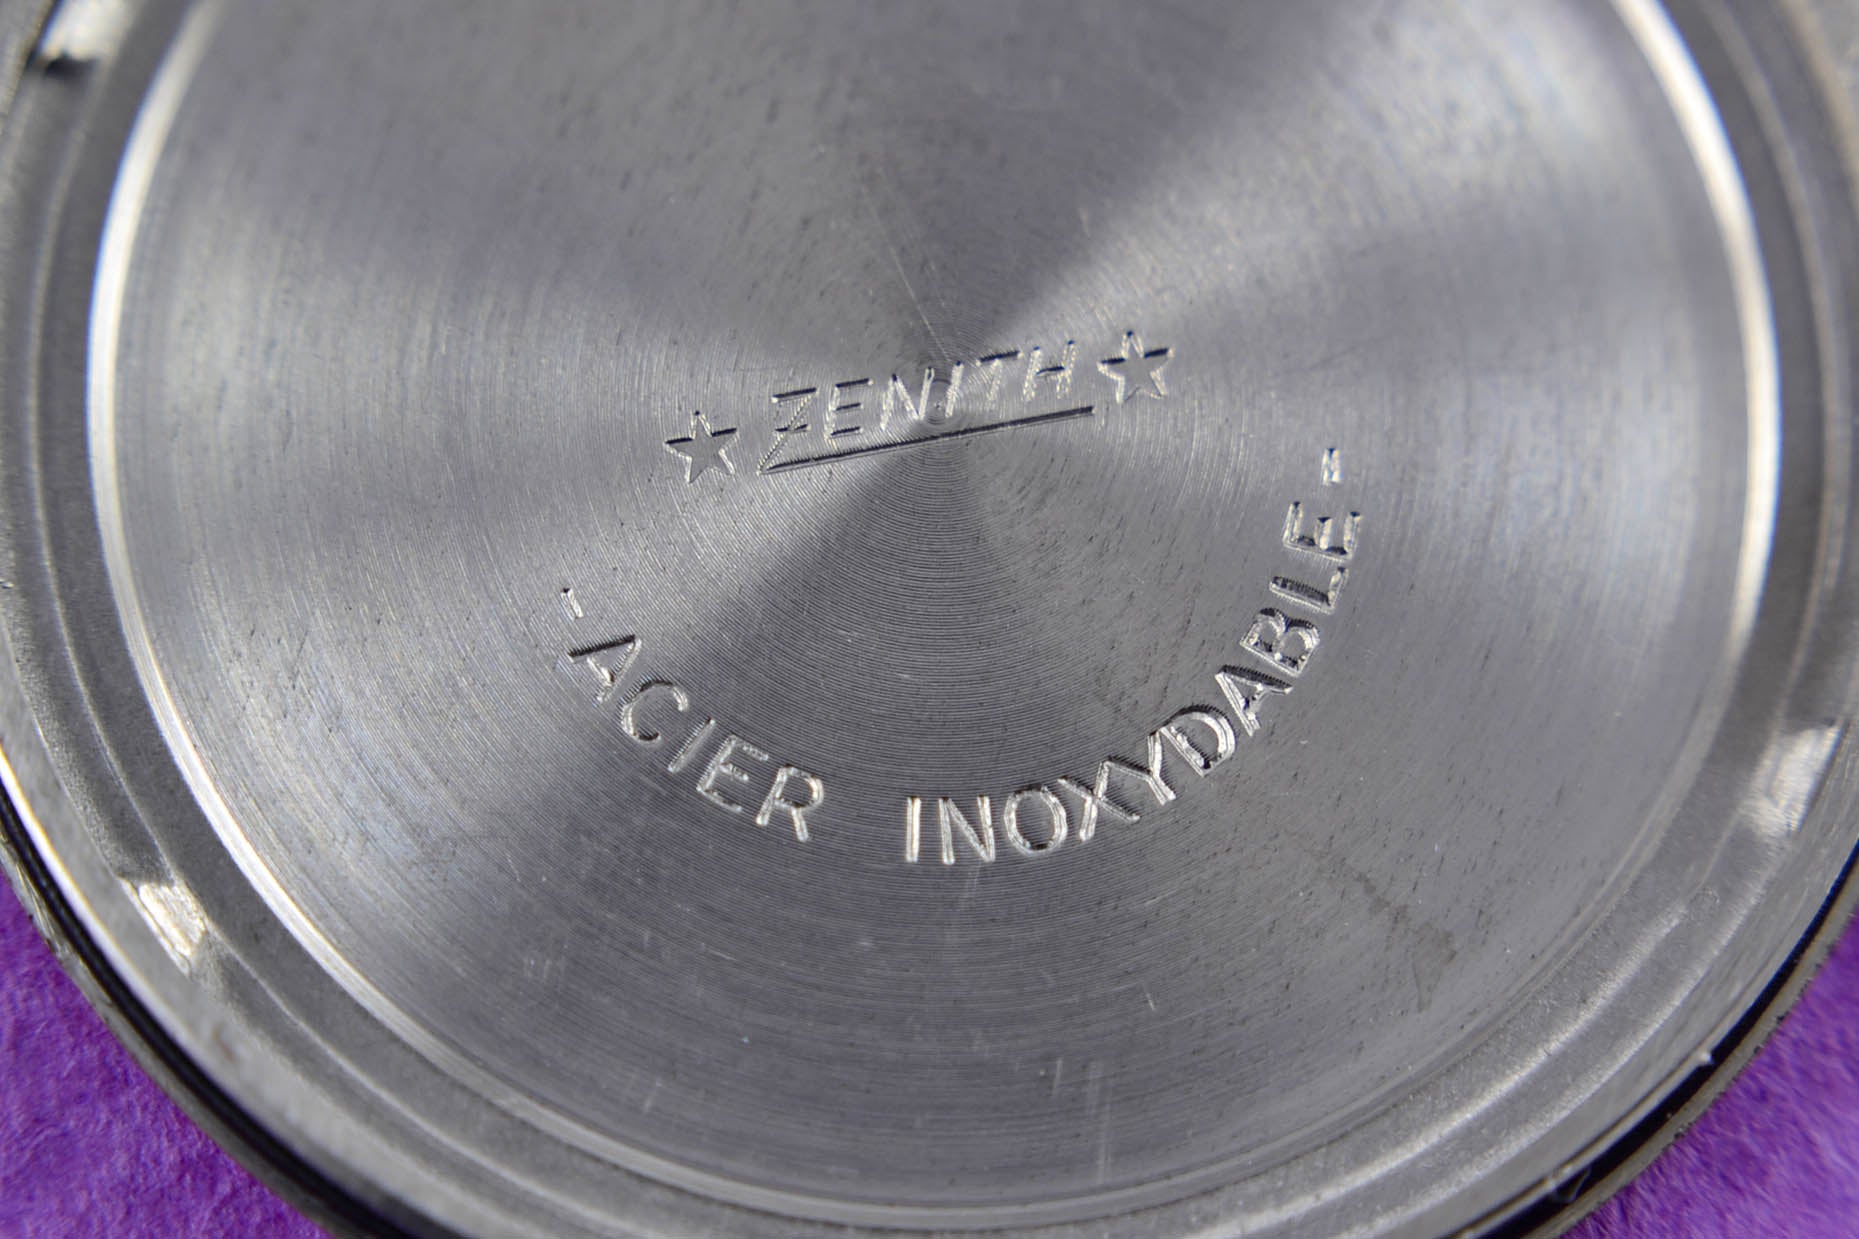 ☆ ZENITH ☆
-ACIER INOXYDABLE-